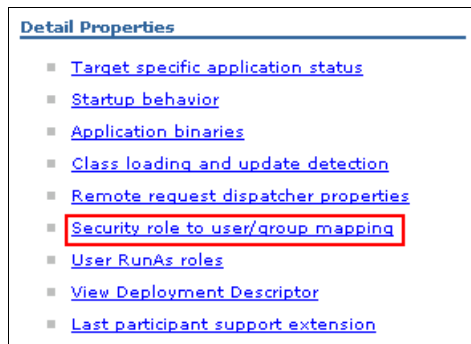 Detail Properties
Target specific application status
Startup behavior
Application binaries
Class loading and update detection
Remote request dispatcher properties
Security role to user/group mapping
User RunAs roles
View Deployment Descriptor
Last participant support extension